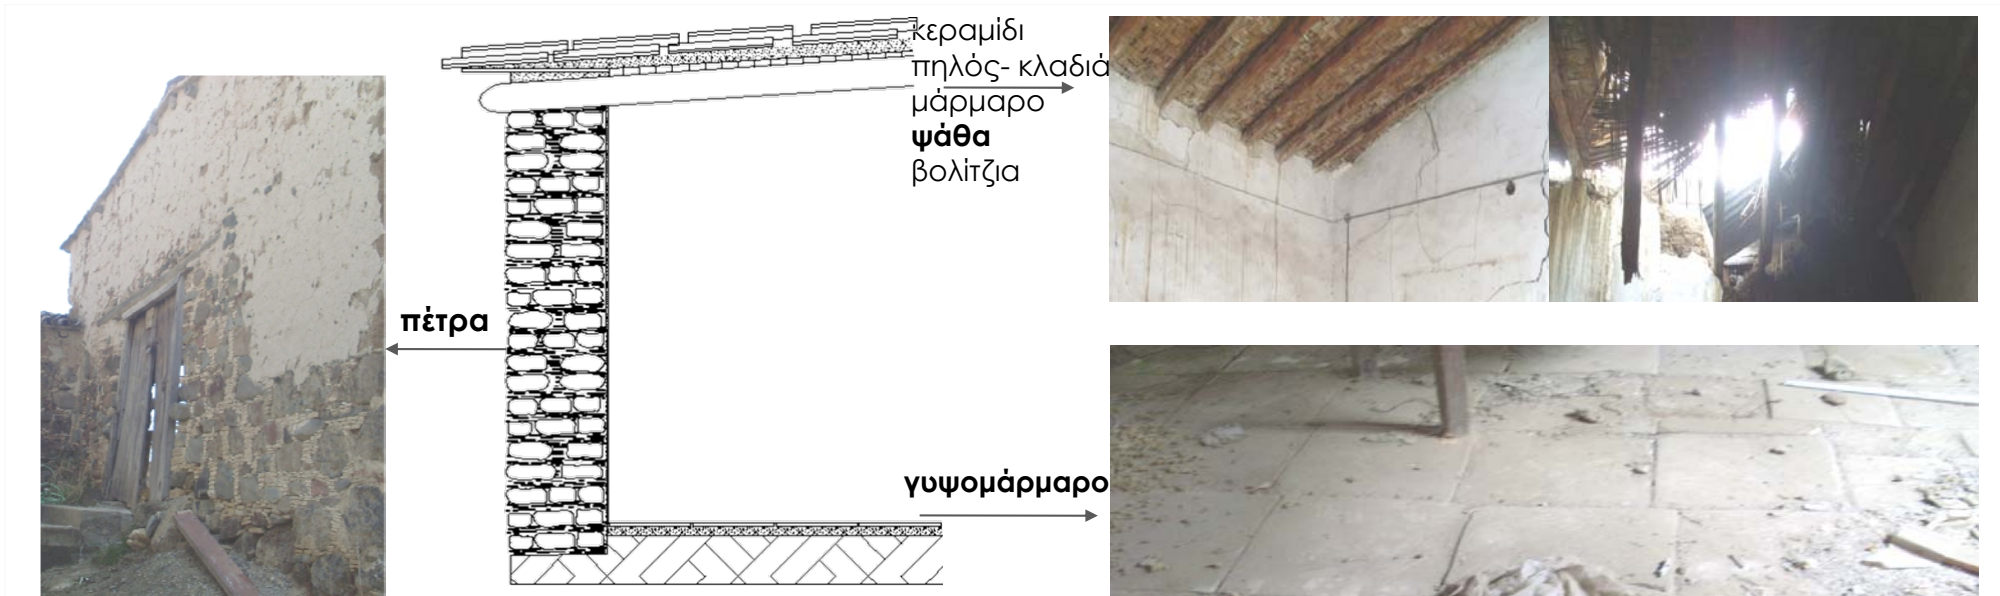 κεραμίδι
πηλός- κλαδιά
μάρμαρο
ψάθα
βολίτζια
πέτρα
γυψομάρμαρο